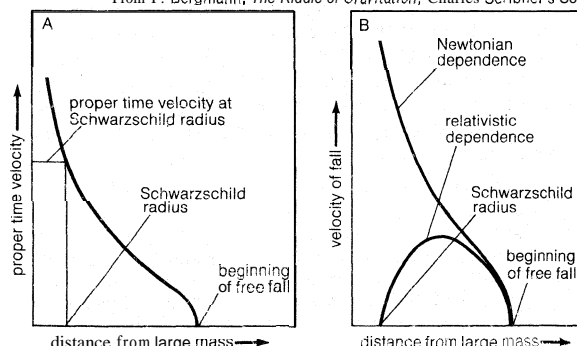 From P. Bergmann, The Riddle of Gravitation, Charles Scribner's So
A
proper time velocity at
Schwarzschild radius
Schwarzschild
radius
beginning
of free fall
proper time velocity
distance from large mass
B
Newtonian
dependence
relativistic
dependence
Schwarzschild
radius
beginning
of free fall
velocity of fall
distance from large mass